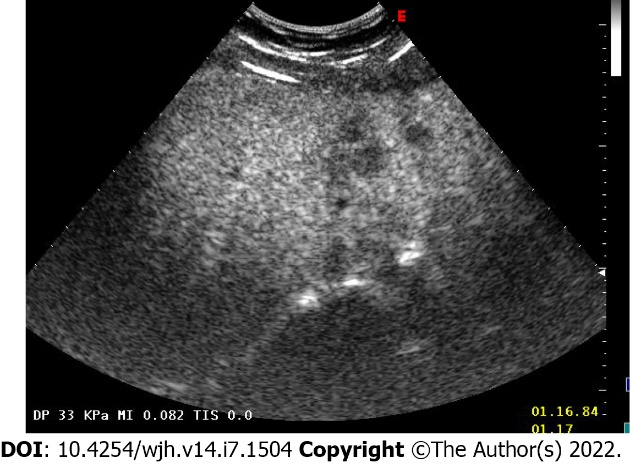 E
DP 33 KPa MI 0.082 TIS 0.0
01.16.84
01.17
DOI: 10.4254/wjh.v14.i7.1504 Copyright ©The Author(s) 2022.